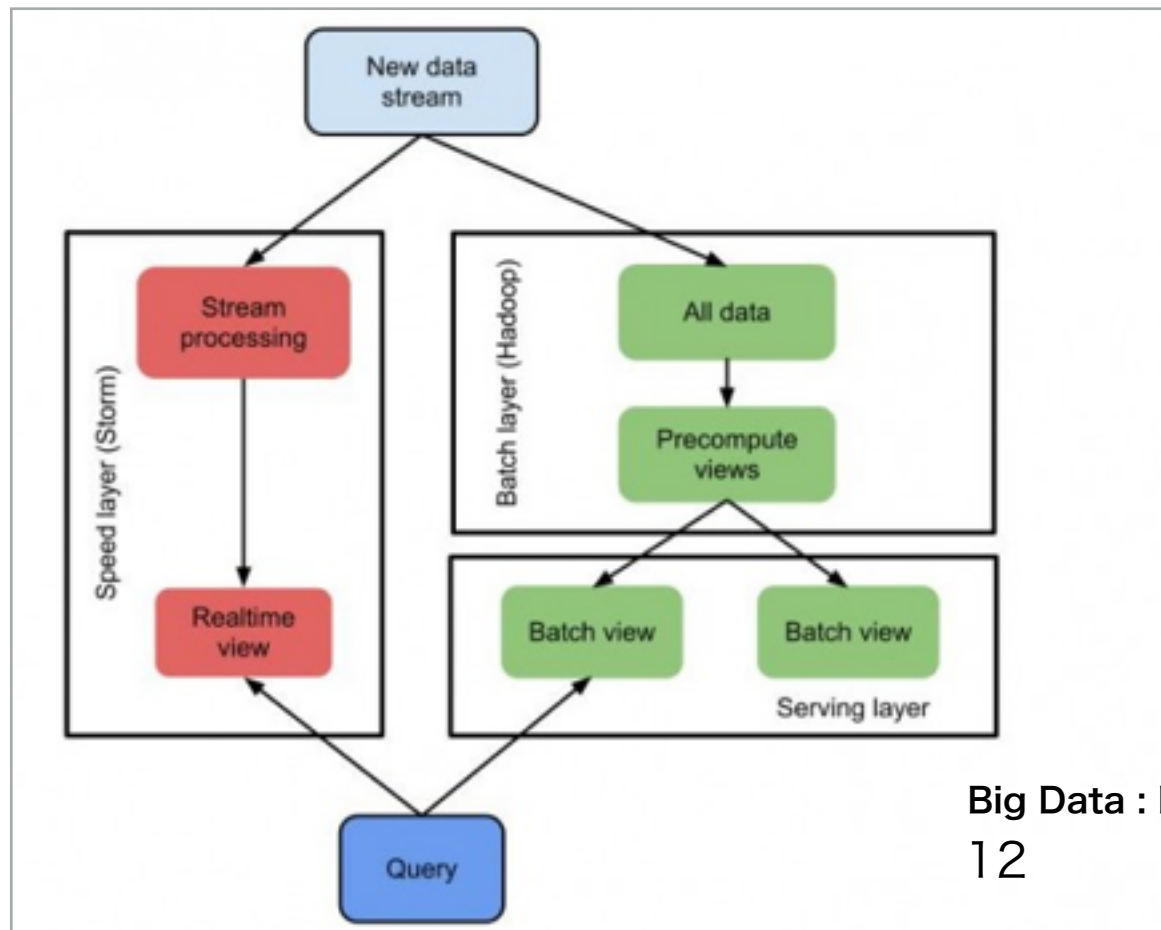 New data
stream
Stream
processing
Speed layer (Storm)
Realtime
view
Batch layer (Hadoop)
All data
Precompute
views
Batch view
Batch view
Serving layer
Query
Big Data :
12